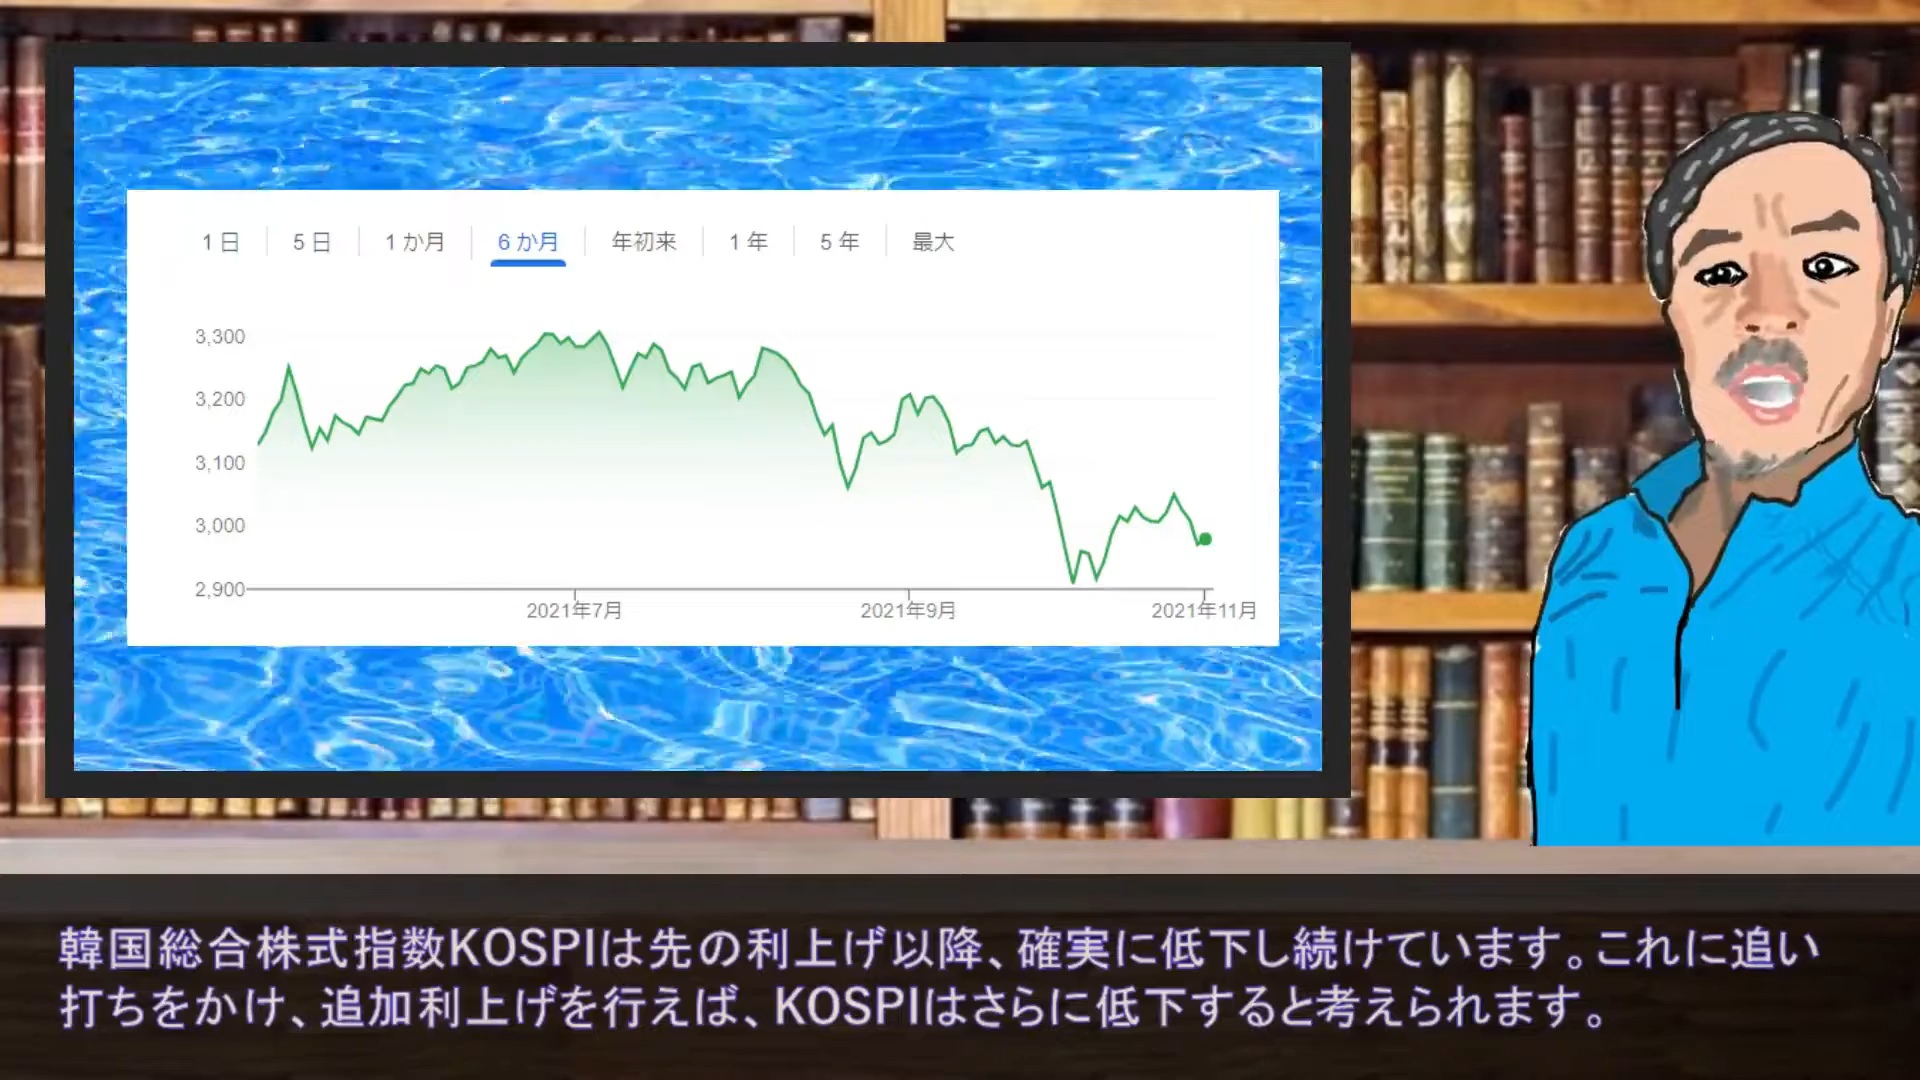 1日 5日 1か月 6か月 年初来 1年 5年 最大
3,300
3,200
3,100
3,000
2,900
2021年7月 2021年9月 2021年11月
韓国総合株式指数KOSPIは先の利上げ以降、確実に低下し続けています。これに追い
打ちをかけ、追加利上げを行えば、KOSPIはさらに低下すると考えられます。